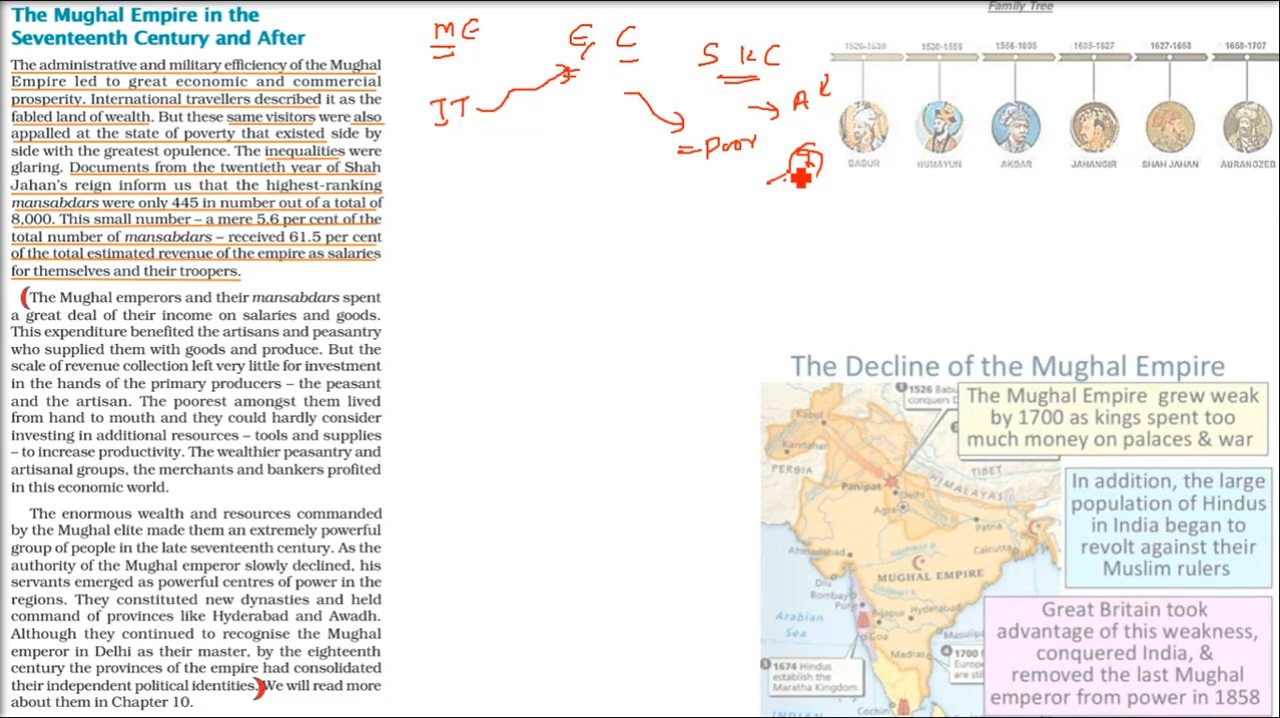 The Mughal Empire in the
Seventeenth Century and After
The administrative and military efficiency of the Mughal
Empire led to great economic and commercial
prosperity. International travellers described it as the
fabled land of wealth. But these same visitors were also
appalled at the state of poverty that existed side by
side with the greatest opulence. The inequalities were
glaring. Documents from the twentieth year of Shah
Jahan's reign inform us that the highest-ranking
mansabdars were only 445 in number out of a total of
8,000. This small number – a mere 5.6 per cent of the
total number of mansabdars – received 61.5 per cent
of the total estimated revenue of the empire as salaries
for themselves and their troopers.
(The Mughal emperors and their mansabdars spent
a great deal of their income on salaries and goods.
This expenditure benefited the artisans and peasantry
who supplied them with goods and produce. But the
scale of revenue collection left very little for investment
in the hands of the primary producers – the peasant
and the artisan. The poorest amongst them lived
from hand to mouth and they could hardly consider
investing in additional resources – tools and supplies
– to increase productivity. The wealthier peasantry and
artisanal groups, the merchants and bankers profited
in this economic world.
The enormous wealth and resources commanded
by the Mughal elite made them an extremely powerful
group of people in the late seventeenth century. As the
authority of the Mughal emperor slowly declined, his
servants emerged as powerful centres of power in the
regions. They constituted new dynasties and held
command of provinces like Hyderabad and Awadh.
Although they continued to recognise the Mughal
emperor in Delhi as their master, by the eighteenth
century the provinces of the empire had consolidated
their independent political identities.) We will read more
about them in Chapter 10.
ME
E C
S K C
IT
A K
Poor
Family Tree
1526-1530 1530-1556 1556-1605 1605-1627 1627-1658 1658-1707
BABUR HUMAYUN AKBAR JAHANGIR SHAH JAHAN AURANGZEB
The Decline of the Mughal Empire
1 1526 Babu
conquers D
The Mughal Empire grew weak
by 1700 as kings spent too
much money on palaces & war
Kabul
Kandahar
PERSIA
TIBET
HIMALAYAS
Panipat
Delhi
Agra
Patna
In addition, the large
population of Hindus
in India began to
revolt against their
Muslim rulers
Ahmadabad
Calcutta
MUGHAL EMPIRE
Diu
Bombay
Pune
Bijapur
Hyderabad
Arabian
Sea
Goa
Masulip
Madras
4 1700
Europe
are sti
Great Britain took
advantage of this weakness,
conquered India, &
removed the last Mughal
emperor from power in 1858
1674 Hindus
establish the
Maratha Kingdom.
Cochin
INDIAN